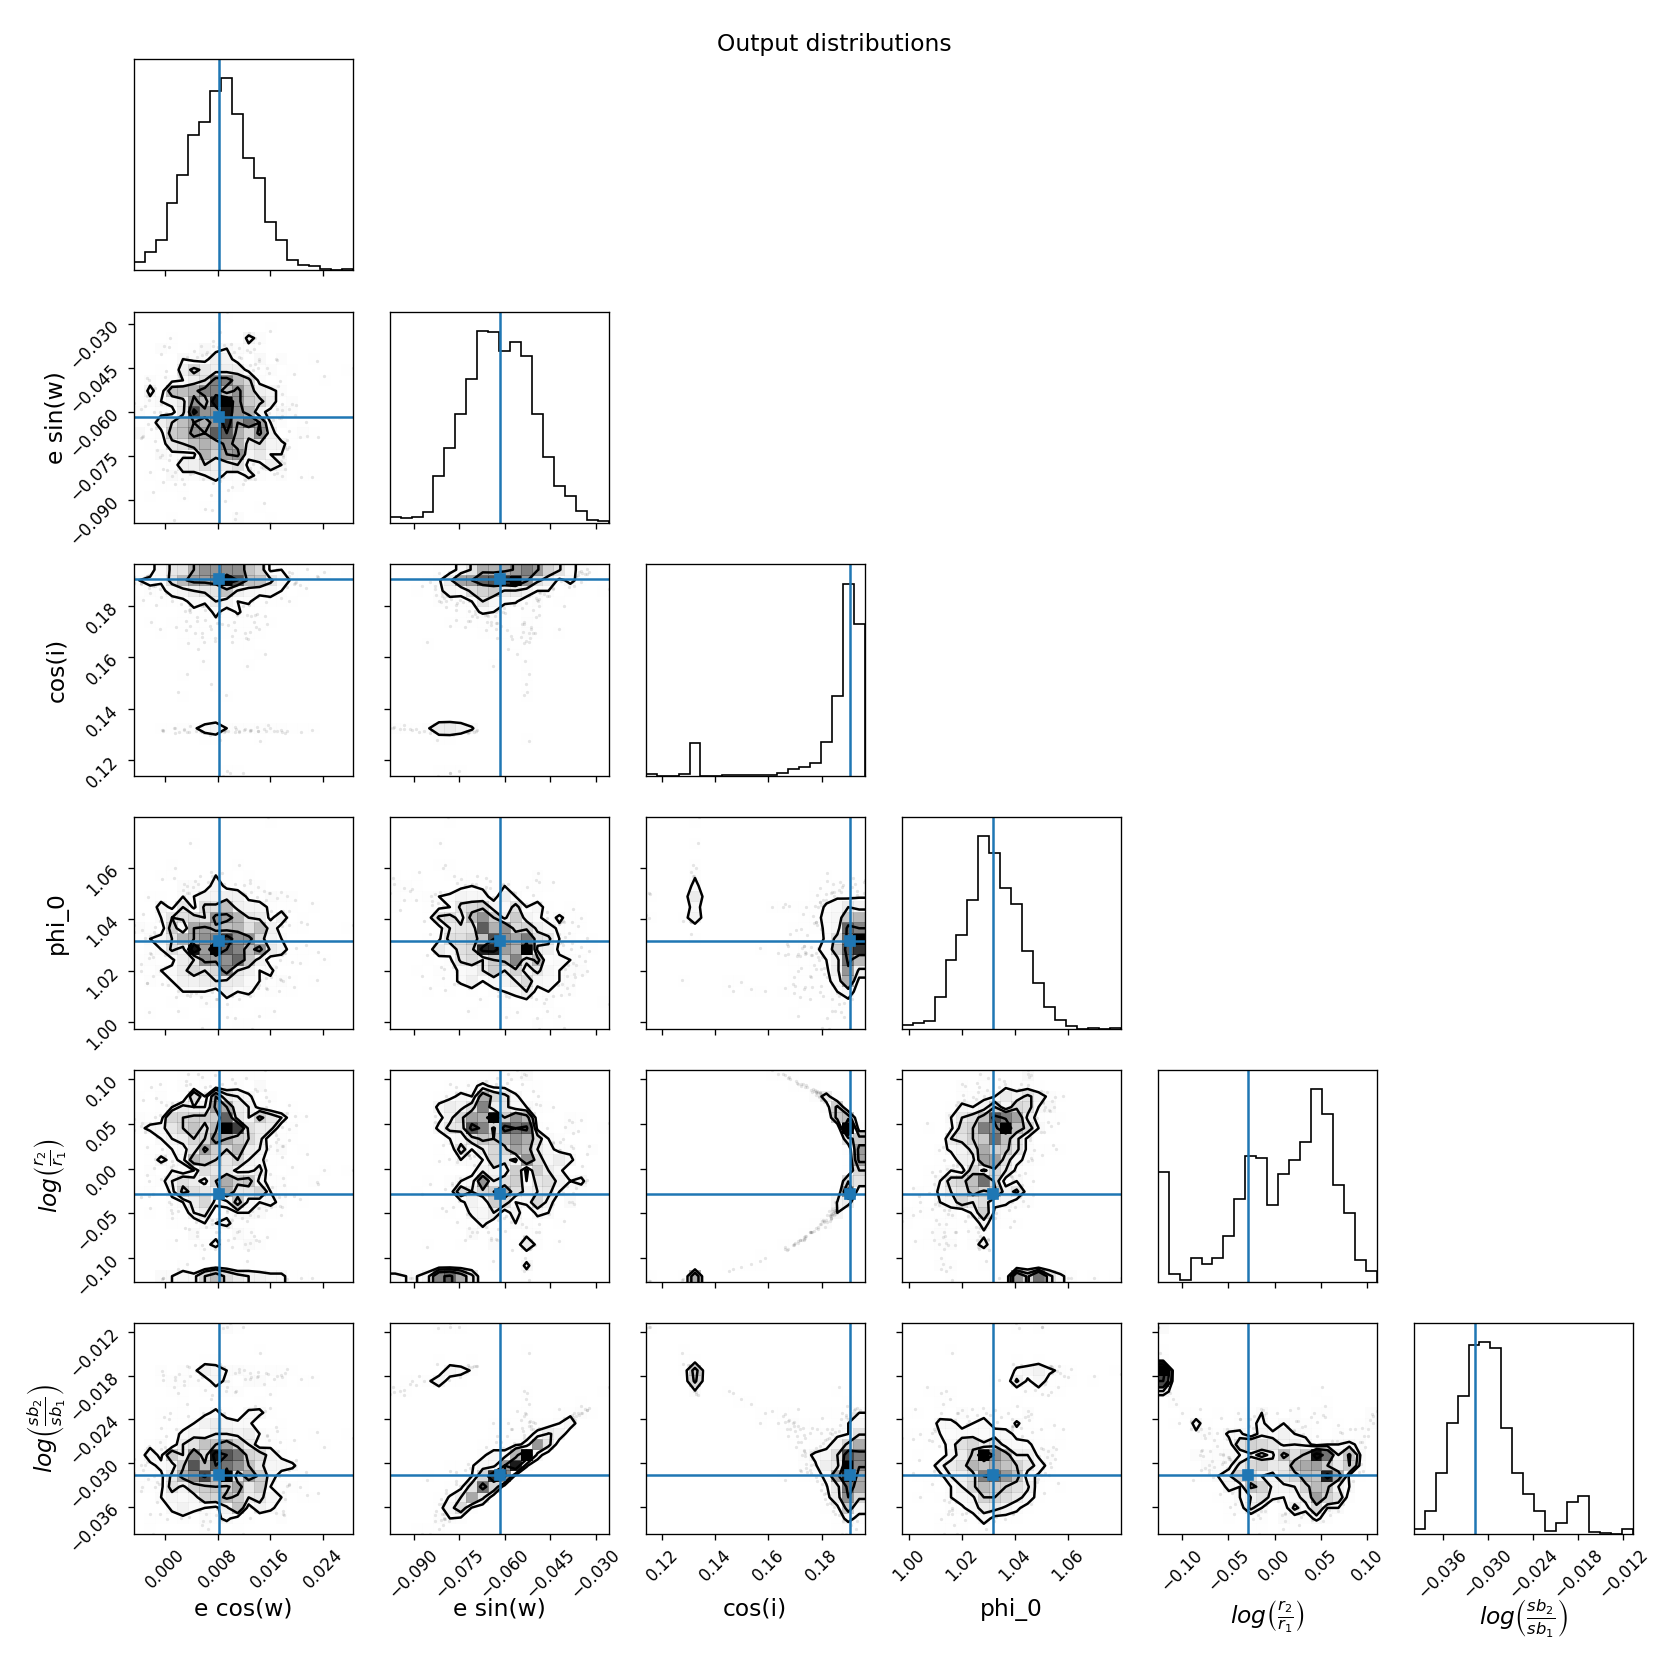 Output distributions
e sin(w)
−0.030
−0.045
−0.060
−0.075
−0.090
cos(i)
0.18
0.16
0.14
0.12
phi_0
1.06
1.04
1.02
1.00
log(r2/r1)
0.10
0.05
0.00
−0.05
−0.10
log(sb2/sb1)
−0.012
−0.018
−0.024
−0.030
−0.036
0.000 0.008 0.016 0.024
−0.090 −0.075 −0.060 −0.045 −0.030
0.12 0.14 0.16 0.18
1.00 1.02 1.04 1.06
−0.10 −0.05 0.00 0.05 0.10
−0.036 −0.030 −0.024 −0.018 −0.012
e cos(w) e sin(w) cos(i) phi_0 log(r2/r1) log(sb2/sb1)